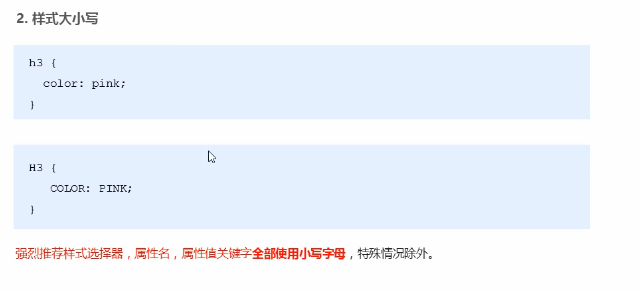 2. 样式大小写
h3 {
color: pink;
}
H3 {
COLOR: PINK;
}
强烈推荐样式选择器，属性名，属性值关键字全部使用小写字母，特殊情况除外。